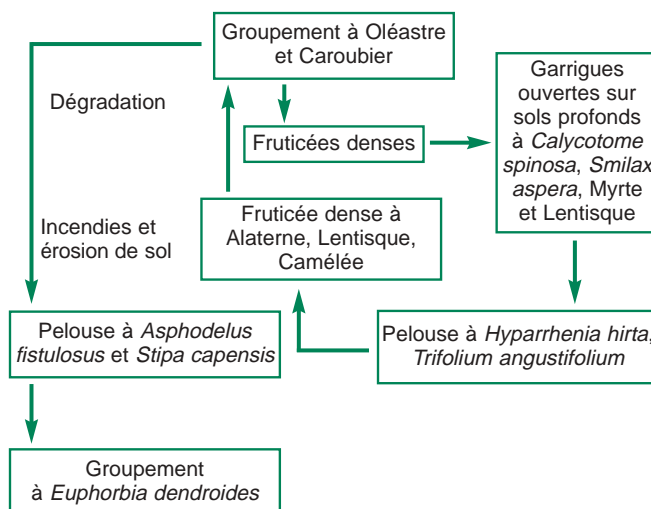 Groupement à Oléastre
et Caroubier
Dégradation
Garrigues
ouvertes sur
sols profonds
à Calycotome
spinosa, Smilax
aspera, Myrte
et Lentisque
Fruticées denses
Incendies et
érosion de sol
Fruticée dense à
Alaterne, Lentisque,
Camélée
Pelouse à Asphodelus
fistulosus et Stipa capensis
Pelouse à Hyparrhenia hirta,
Trifolium angustifolium
Groupement
à Euphorbia dendroides